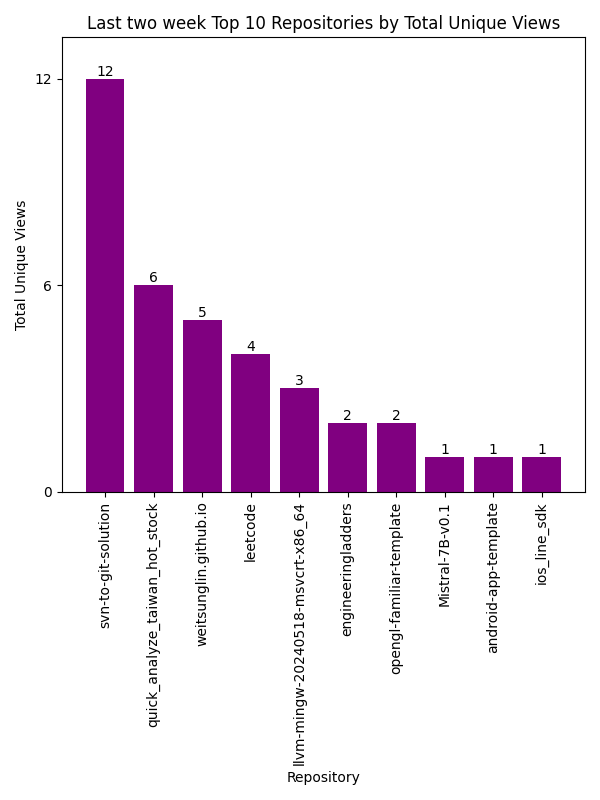 Last two week Top 10 Repositories by Total Unique Views
Total Unique Views
12
6
0
12
6
5
4
3
2
2
1
1
1
svn-to-git-solution
quick_analyze_taiwan_hot_stock
weitsunglin.github.io
leetcode
llvm-mingw-20240518-msvcrt-x86_64
engineeringladders
opengl-familiar-template
Mistral-7B-v0.1
android-app-template
ios_line_sdk
Repository